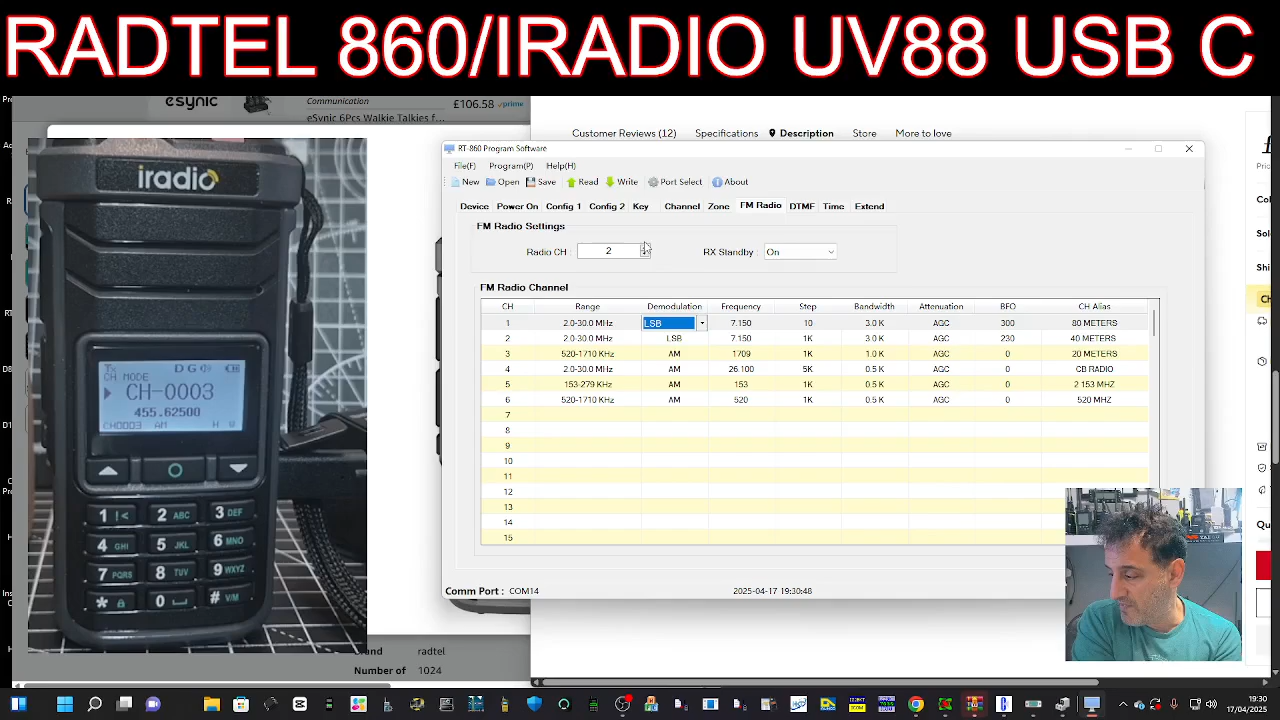 RADTEL 860/IRADIO UV88 USB C
esynic
Communication
£106.58 prime
eSynic 6Pcs Walkie Talkies f...
Customer Reviews (12) Specifications Description Store More to love
iradio
Tx D G
CH MODE
CH-0003
455.62500
CH0003 AM H W
1 2 ABC 3 DEF
4 GHI 5 JKL 6 MNO
7 PQRS 8 TUV 9 WXYZ
* 0 # V/M
RT-860 Program Software
File(F) Program(P) Help(H)
New Open Save Read Write Port Select About
Device Power On Config 1 Config 2 Key Channel Zone FM Radio DTMF Time Extend
FM Radio Settings
Radio CH : 2 RX Standby : On
FM Radio Channel
CH Range Demodulation Frequency Step Bandwidth Attenuation BFO CH Alias
1 2.0-30.0 MHz LSB 7.150 10 3.0 K AGC 300 80 METERS
2 2.0-30.0 MHz LSB 7.150 1K 3.0 K AGC 230 40 METERS
3 520-1710 KHz AM 1709 1K 1.0 K AGC 0 20 METERS
4 2.0-30.0 MHz AM 26.100 5K 0.5 K AGC 0 CB RADIO
5 153-279 KHz AM 153 1K 0.5 K AGC 0 2 153 MHZ
6 520-1710 KHz AM 520 1K 0.5 K AGC 0 520 MHZ
7
8
9
10
11
12
13
14
15
Comm Port : COM14 2025-04-17 19:30:48
radtel
Number of 1024
19:30
17/04/2025